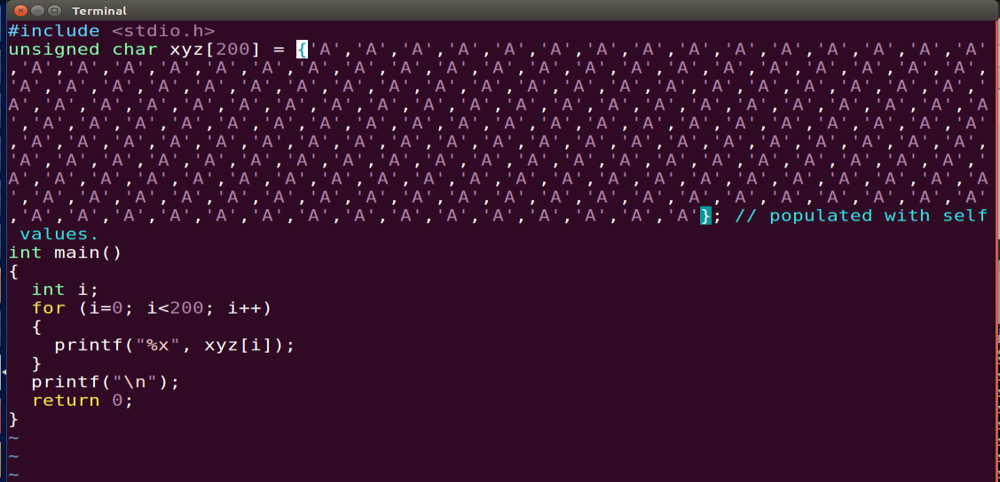 Terminal
#include <stdio.h>
unsigned char xyz[200] = {'A','A','A','A','A','A','A','A','A','A','A','A','A','A','A'
,'A','A','A','A','A','A','A','A','A','A','A','A','A','A','A','A','A','A','A','A','A',
'A','A','A','A','A','A','A','A','A','A','A','A','A','A','A','A','A','A','A','A','A','
A','A','A','A','A','A','A','A','A','A','A','A','A','A','A','A','A','A','A','A','A','A
','A','A','A','A','A','A','A','A','A','A','A','A','A','A','A','A','A','A','A','A','A'
,'A','A','A','A','A','A','A','A','A','A','A','A','A','A','A','A','A','A','A','A','A',
'A','A','A','A','A','A','A','A','A','A','A','A','A','A','A','A','A','A','A','A','A','
A','A','A','A','A','A','A','A','A','A','A','A','A','A','A','A','A','A','A','A','A','A
','A','A','A','A','A','A','A','A','A','A','A','A','A','A','A','A','A','A','A','A','A'
,'A','A','A','A','A','A','A','A','A','A','A','A','A','A','A'}; // populated with self
 values.
int main()
{
  int i;
  for (i=0; i<200; i++)
  {
    printf("%x", xyz[i]);
  }
  printf("\n");
  return 0;
}
~
~
~